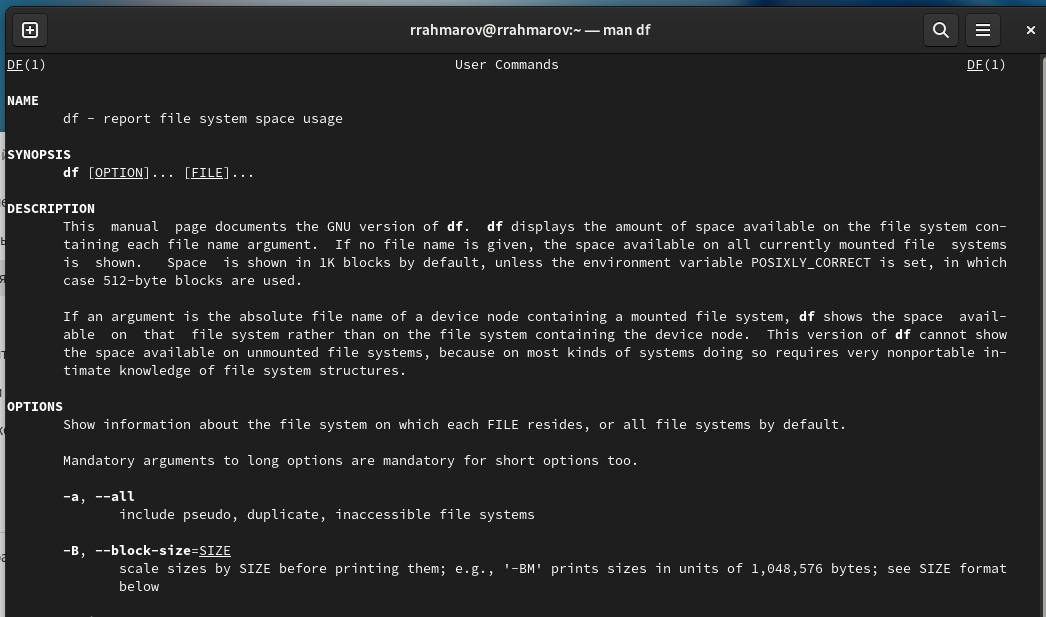 rrahmarov@rrahmarov:~ — man df
DF(1) User Commands DF(1)
NAME
df - report file system space usage
SYNOPSIS
df [OPTION]... [FILE]...
DESCRIPTION
This manual page documents the GNU version of df. df displays the amount of space available on the file system con-
taining each file name argument. If no file name is given, the space available on all currently mounted file systems
is shown. Space is shown in 1K blocks by default, unless the environment variable POSIXLY_CORRECT is set, in which
case 512-byte blocks are used.
If an argument is the absolute file name of a device node containing a mounted file system, df shows the space avail-
able on that file system rather than on the file system containing the device node. This version of df cannot show
the space available on unmounted file systems, because on most kinds of systems doing so requires very nonportable in-
timate knowledge of file system structures.
OPTIONS
Show information about the file system on which each FILE resides, or all file systems by default.
Mandatory arguments to long options are mandatory for short options too.
-a, --all
include pseudo, duplicate, inaccessible file systems
-B, --block-size=SIZE
scale sizes by SIZE before printing them; e.g., '-BM' prints sizes in units of 1,048,576 bytes; see SIZE format
below